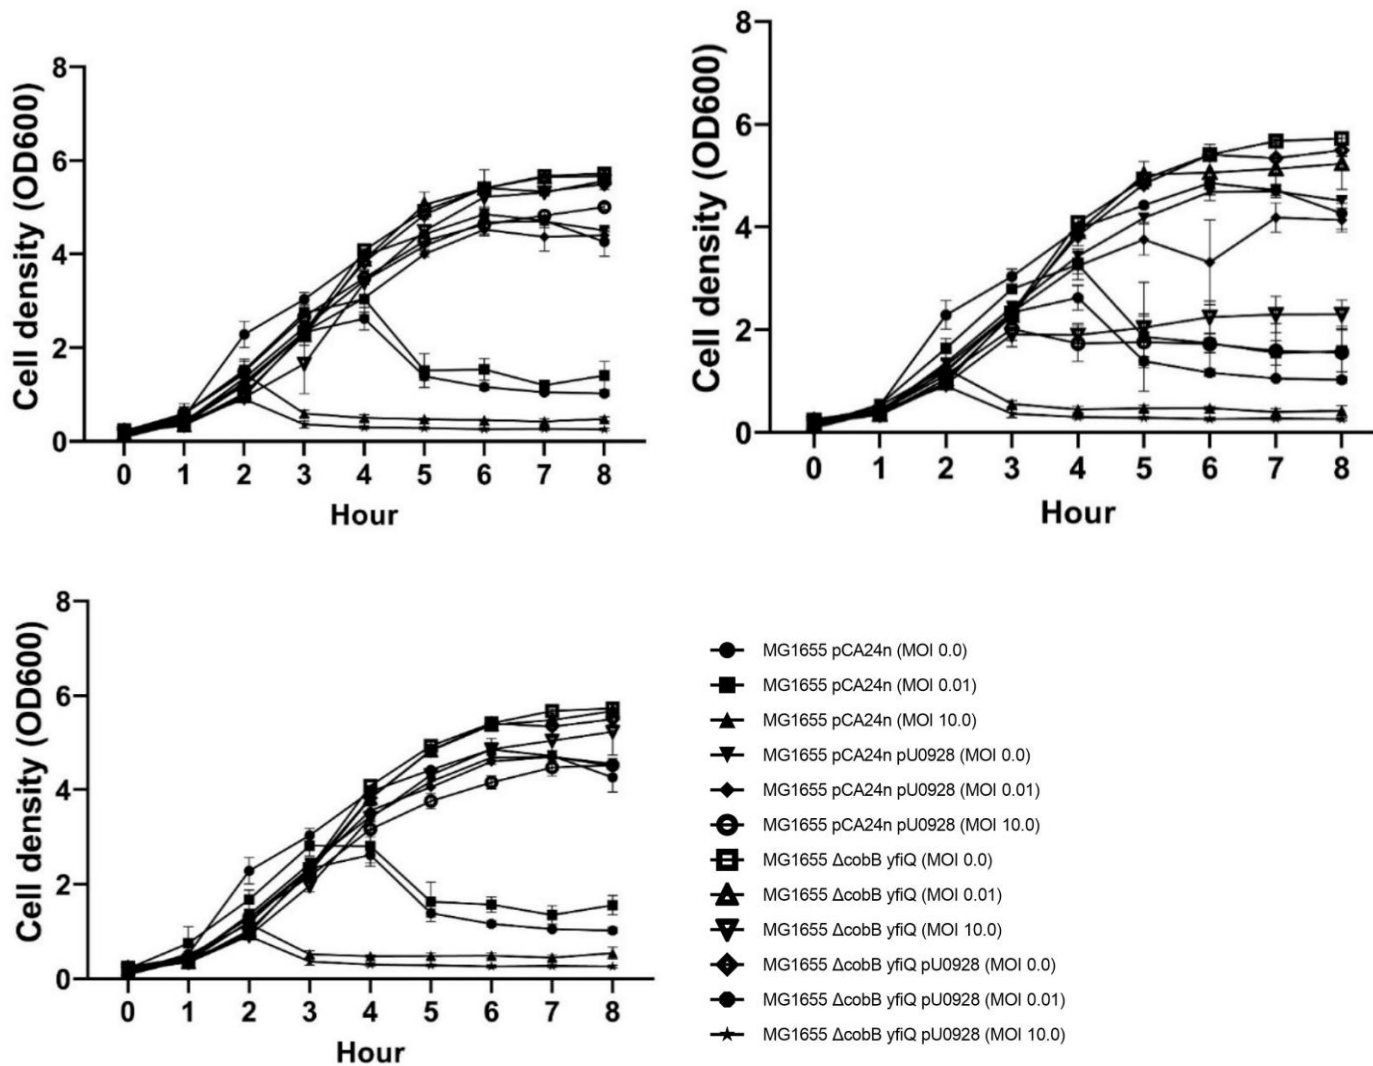 8
6
4
2
0
Cell density (OD600)
0 1 2 3 4 5 6 7 8
Hour
8
6
4
2
0
Cell density (OD600)
0 1 2 3 4 5 6 7 8
Hour
8
6
4
2
0
Cell density (OD600)
0 1 2 3 4 5 6 7 8
Hour
MG1655 pCA24n (MOI 0.0)
MG1655 pCA24n (MOI 0.01)
MG1655 pCA24n (MOI 10.0)
MG1655 pCA24n pU0928 (MOI 0.0)
MG1655 pCA24n pU0928 (MOI 0.01)
MG1655 pCA24n pU0928 (MOI 10.0)
MG1655 ΔcobB yfiQ (MOI 0.0)
MG1655 ΔcobB yfiQ (MOI 0.01)
MG1655 ΔcobB yfiQ (MOI 10.0)
MG1655 ΔcobB yfiQ pU0928 (MOI 0.0)
MG1655 ΔcobB yfiQ pU0928 (MOI 0.01)
MG1655 ΔcobB yfiQ pU0928 (MOI 10.0)